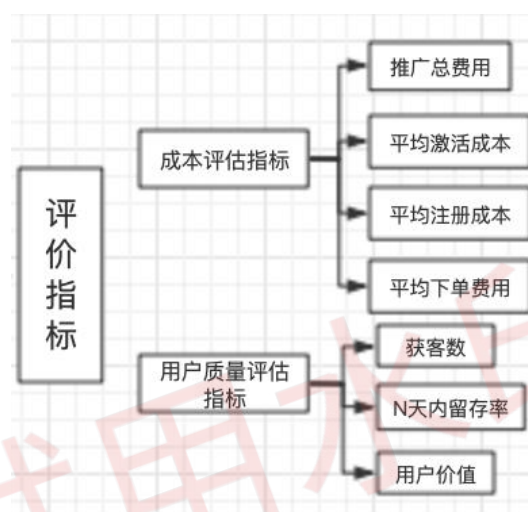 评
价
指
标
成本评估指标
推广总费用
平均激活成本
平均注册成本
平均下单费用
用户质量评估
指标
获客数
N天内留存率
用户价值